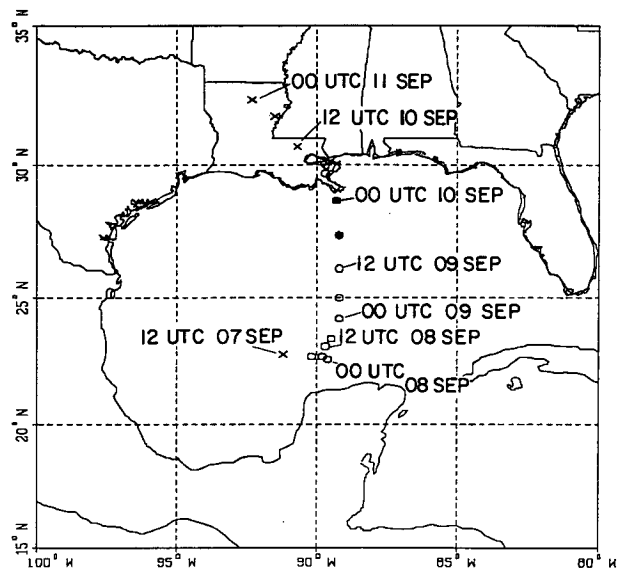 35° N
00 UTC 11 SEP
12 UTC 10 SEP
30° N
00 UTC 10 SEP
12 UTC 09 SEP
25° N
00 UTC 09 SEP
12 UTC 07 SEP
12 UTC 08 SEP
00 UTC
08 SEP
20° N
15° N
100° W
95° W
90° W
85° W
80° W